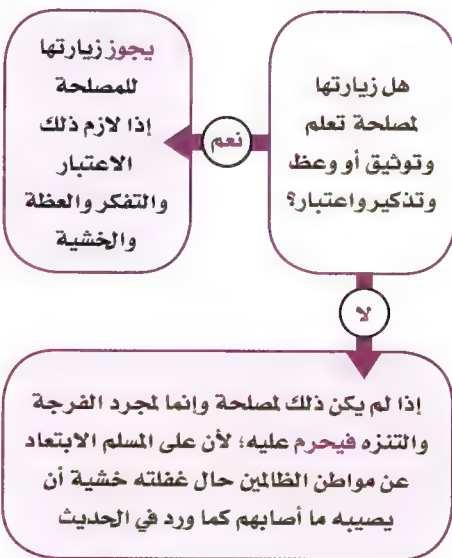 هل زيارتها
لمصلحة تعلم
وتوثيق أو وعظ
وتذكير واعتبار؟
نعم
يجوز زيارتها
للمصلحة
إذا لازم ذلك
الاعتبار
والتفكر والعظة
والخشية
لا
إذا لم يكن ذلك لمصلحة وإنما لمجرد الفرجة
والتنزه فيحرم عليه؛ لأن على المسلم الابتعاد
عن مواطن الظالمين حال غفلته خشية أن
يصيبه ما أصابهم كما ورد في الحديث